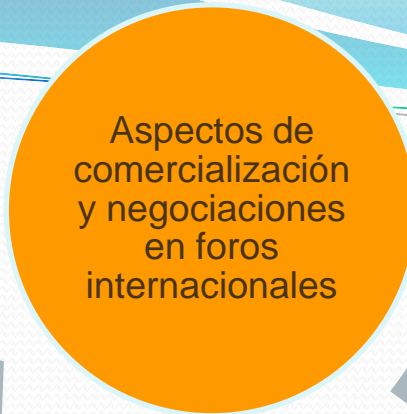 Aspectos de
comercialización
y negociaciones
en foros
internacionales